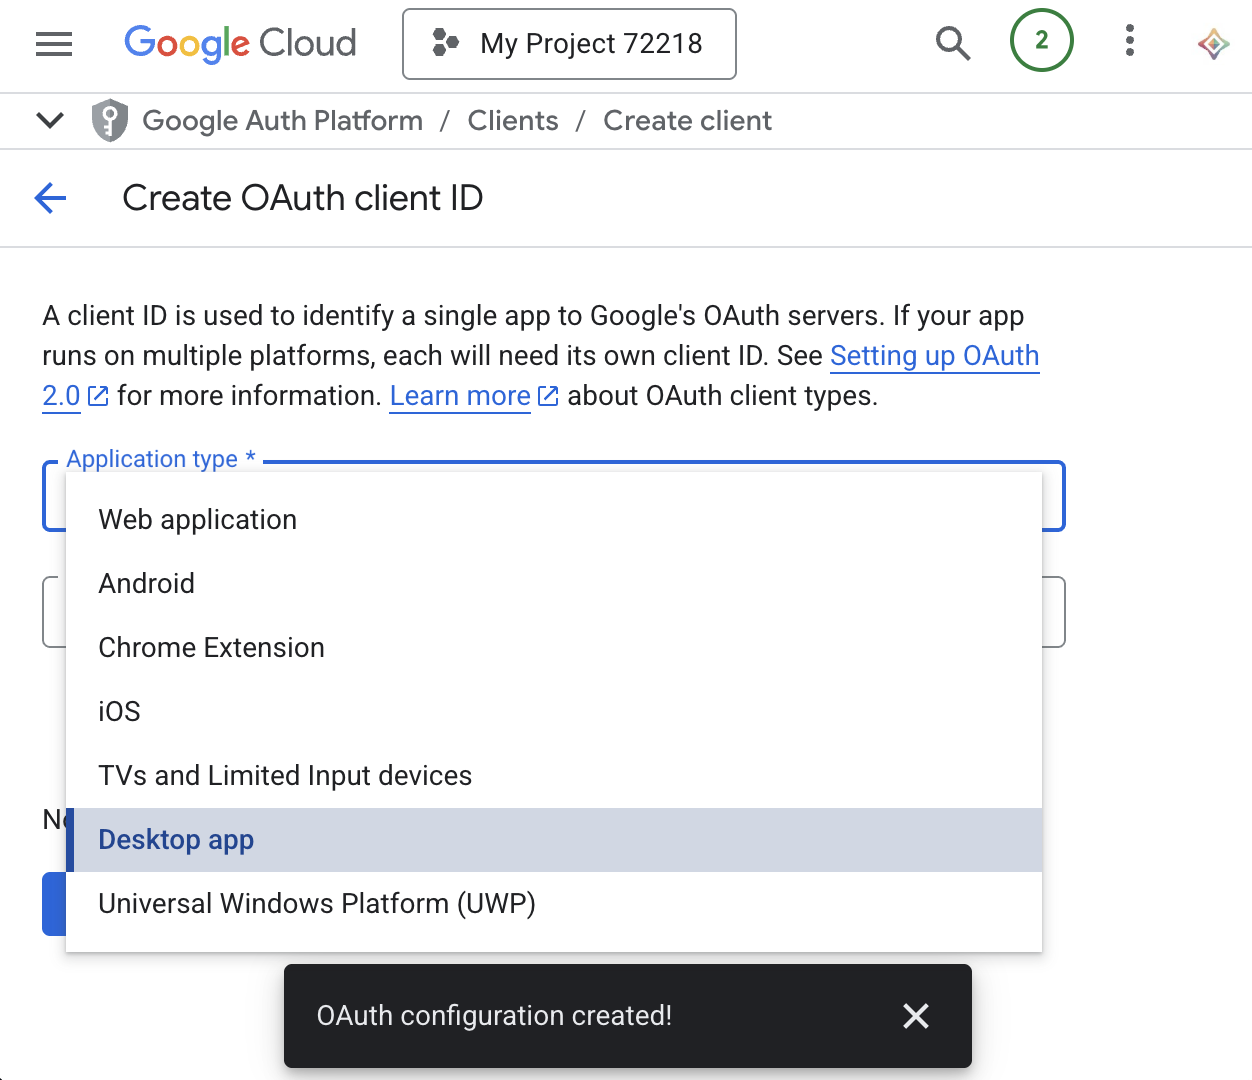 Google Cloud
My Project 72218
2
Google Auth Platform / Clients / Create client
Create OAuth client ID
A client ID is used to identify a single app to Google's OAuth servers. If your app
runs on multiple platforms, each will need its own client ID. See Setting up OAuth
2.0 for more information. Learn more about OAuth client types.
Application type *
Web application
Android
Chrome Extension
iOS
TVs and Limited Input devices
Desktop app
Universal Windows Platform (UWP)
OAuth configuration created!